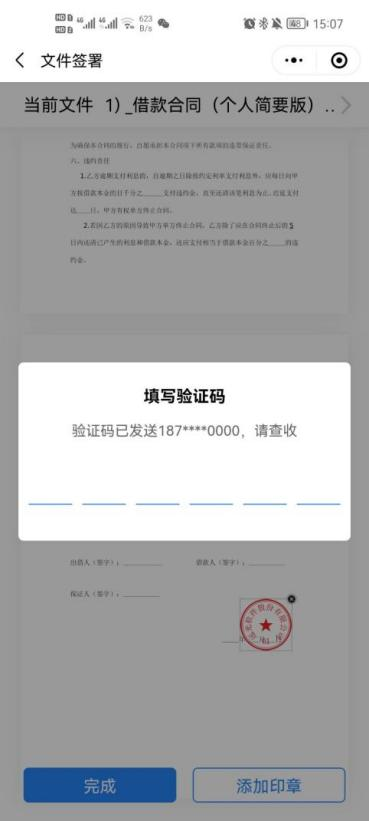 623
B/s
48
15:07
文件签署
当前文件 1）_借款合同（个人简要版）..
为确保本合同的履行，自愿承担本合同项下所有款项的连带保证责任。
六、违约责任
1.乙方逾期支付利息的，自逾期之日除按约定利率支付利息外，应每日向甲
方按借款本金的日千分之____支付违约金，直至还清该笔利息为止。迟延支付
达___日，甲方有权单方终止合同。
2.若因乙方的原因导致甲方单方终止合同，乙方除了应在合同终止后的 5
日内还清已产生的利息和借款本金，还应支付相当于借款本金百分之____的违
约金。
填写验证码
验证码已发送187****0000，请查收
出借人（签字）：________ 借款人（签字）：________
保证人（签字）：________
完成
添加印章